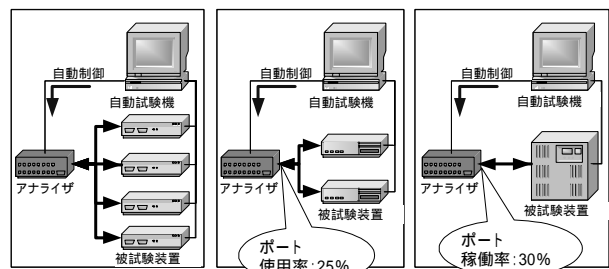 自動制御
自動試験機
アナライザ
被試験装置
自動制御
自動試験機
アナライザ
被試験装置
ポート
使用率:25%
自動制御
自動試験機
アナライザ
被試験装置
ポート
稼働率:30%